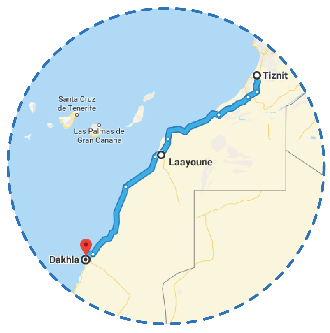 Tiznit
Santa Cruz
de Tenerife
Las Palmas de
Gran Canaria
Laayoune
Dakhla